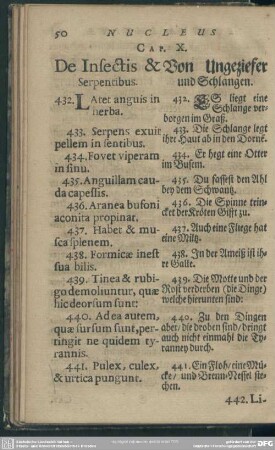 50 NUCLEUS
CAP. X.
De Insectis &
Serpentibus.
432. LAtet anguis in
herba.
433. Serpens exuit
pellem in sentibus.
434. Fovet viperam
in sinu.
435. Anguillam cauda
capessis.
436. Aranea bufoni
aconita propinat.
437. Habet & mu-
sca splenem.
438. Formicæ inest
sua bilis.
439. Tinea & rubi-
go demoliuntur, quæ
hic deorsum sunt:
440. Ad ea autem,
quæ sursum sunt, per-
tingit ne quidem ty-
rannis.
441. Pulex, culex,
& urtica pungunt.
Von Ungeziefer
und Schlangen.
432. ES liegt eine
Schlange ver-
borgen im Graß.
433. Die Schlange legt
ihre Haut ab in den Dorne.
434. Er hegt eine Otter
im Busem.
435. Du fassest den Ahl
bey dem Schwantz.
436. Die Spinne trin-
cket der Kröten Gifft zu.
437. Auch eine Fliege hat
eine Miltz.
438. In der Ameiß ist ih-
re Galle.
439. Die Motte und der
Rost verderben (die Dinge)
welche hierunten sind:
440. Zu den Dingen
aber, die droben sind, dringt
auch nicht einmahl die Ty-
ranney durch.
441. Ein Floh, eine Mü-
cke, und Brenn-Nessel ste-
chen.
442. Li-